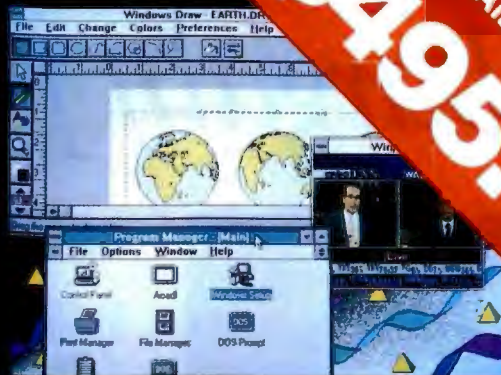 Windows Draw - EARTH.DR
File Edit Change Colors Preferences Help
495
Program Manager - [Main]
File Options Window Help
Control Panel
Windows Setup
Print Manager
File Manager
DOS Prompt
DOS